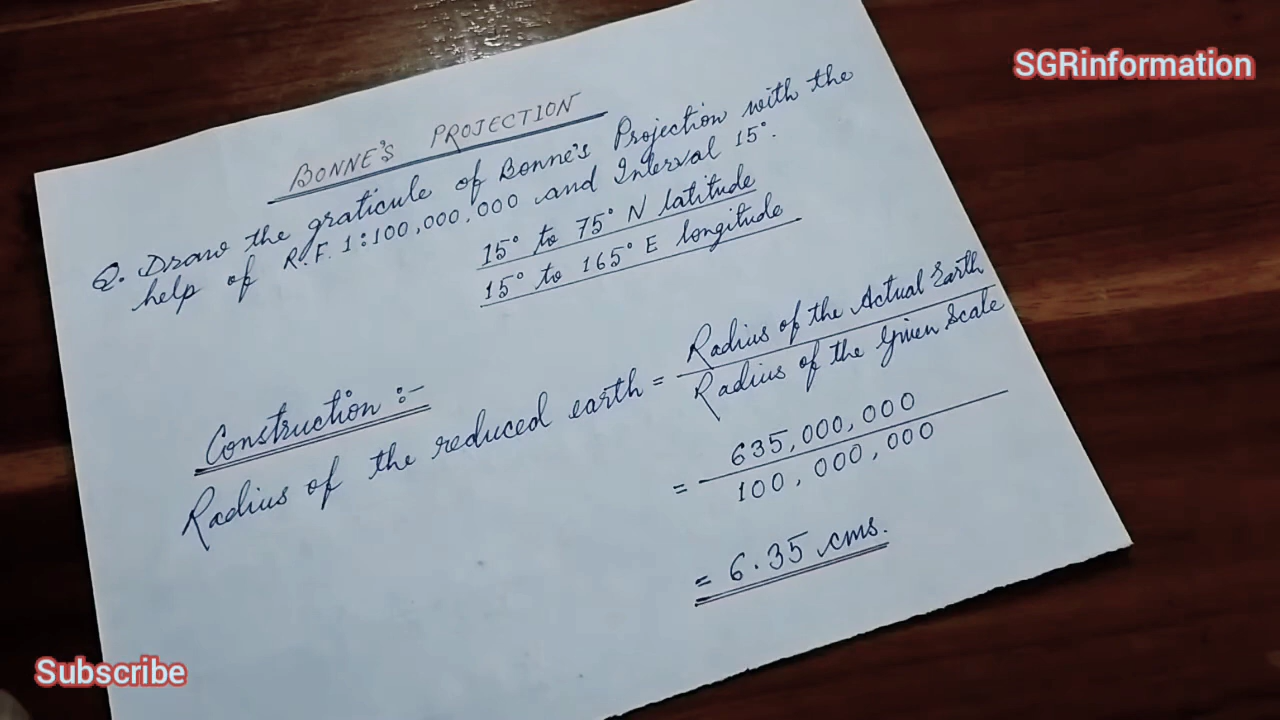 SGRinformation
BONNE'S PROJECTION
Q. Draw the graticule of Bonne's Projection with the
help of R.F. 1:100,000,000 and Interval 15°.
15° to 75° N latitude
15° to 165° E longitude
Construction :-
Radius of the reduced earth = Radius of the Actual Earth
Radius of the Given Scale
= 635,000,000
100,000,000
= 6.35 cms.
Subscribe